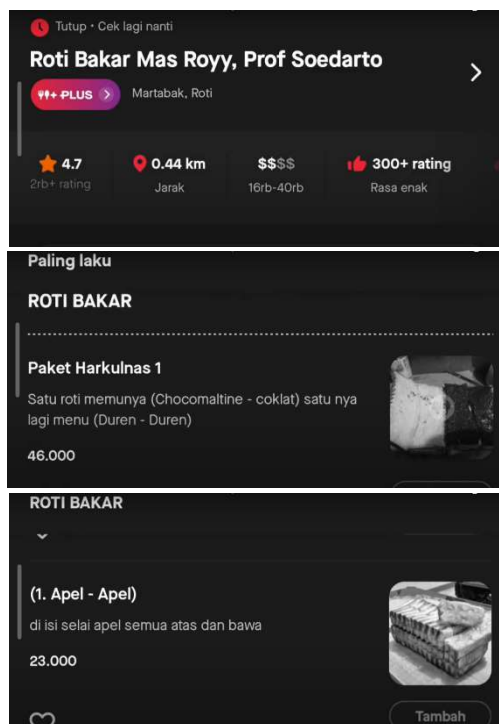 Tutup • Cek lagi nanti
Roti Bakar Mas Royy, Prof Soedarto
+ PLUS
Martabak, Roti
4.7
0.44 km
$$$$
300+ rating
2rb+ rating
Jarak
16rb-40rb
Rasa enak
Paling laku
ROTI BAKAR
Paket Harkulnas 1
Satu roti memunya (Chocomaltine - coklat) satu nya
lagi menu (Duren - Duren)
46.000
ROTI BAKAR
(1. Apel - Apel)
di isi selai apel semua atas dan bawa
23.000
Tambah